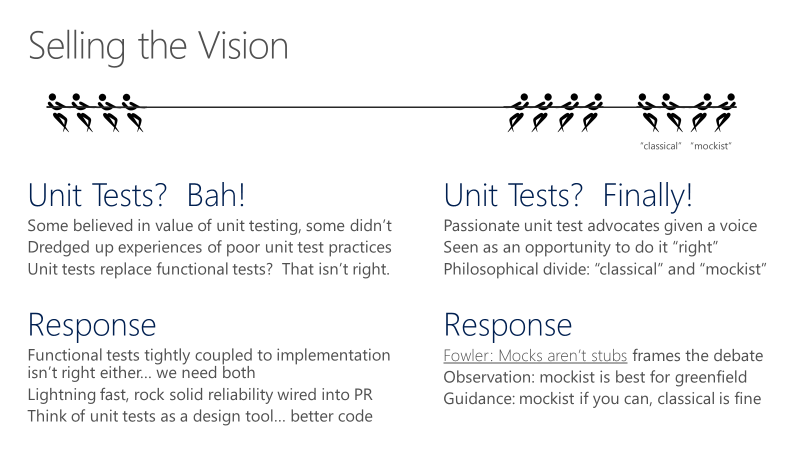 Selling the Vision
"classical" "mockist"
Unit Tests?  Bah!
Some believed in value of unit testing, some didn't
Dredged up experiences of poor unit test practices
Unit tests replace functional tests?  That isn't right.
Response
Functional tests tightly coupled to implementation
isn't right either... we need both
Lightning fast, rock solid reliability wired into PR
Think of unit tests as a design tool... better code
Unit Tests?  Finally!
Passionate unit test advocates given a voice
Seen as an opportunity to do it "right"
Philosophical divide: "classical" and "mockist"
Response
Fowler: Mocks aren't stubs frames the debate
Observation: mockist is best for greenfield
Guidance: mockist if you can, classical is fine